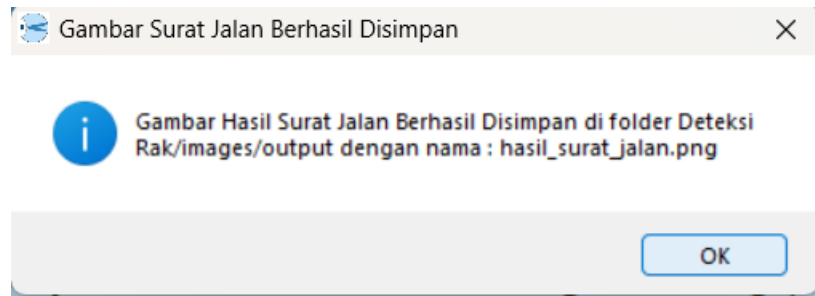 Gambar Surat Jalan Berhasil Disimpan
Gambar Hasil Surat Jalan Berhasil Disimpan di folder Deteksi
Rak/images/output dengan nama : hasil_surat_jalan.png
OK